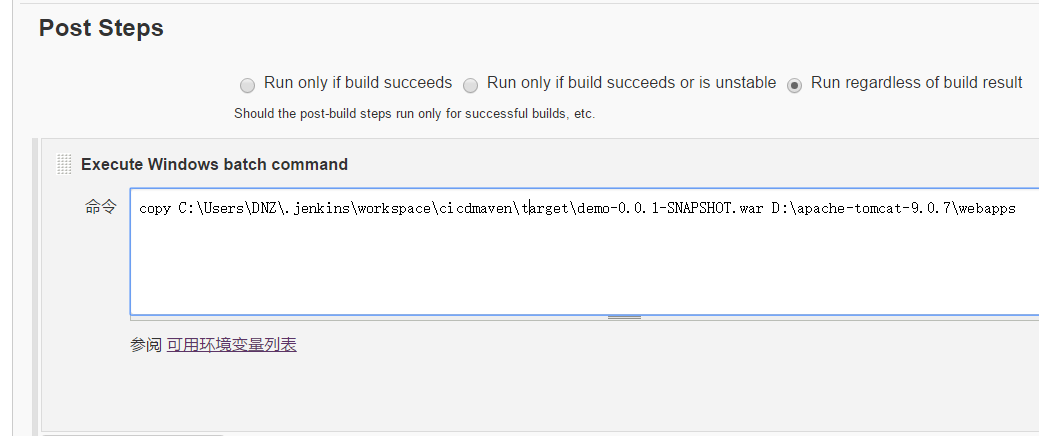 Post Steps
Run only if build succeeds Run only if build succeeds or is unstable Run regardless of build result
Should the post-build steps run only for successful builds, etc.
Execute Windows batch command
命令
copy C:\Users\DNZ\.jenkins\workspace\cicdmaven\target\demo-0.0.1-SNAPSHOT.war D:\apache-tomcat-9.0.7\webapps
参阅 可用环境变量列表